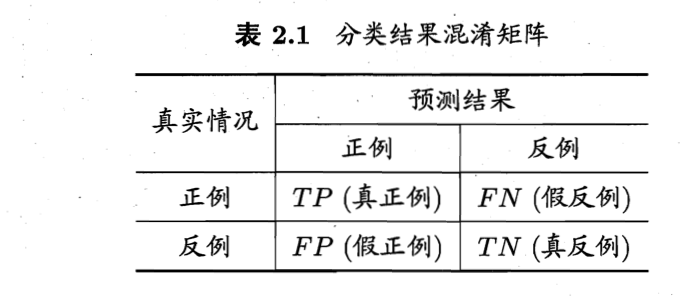 表 2.1 分类结果混淆矩阵
真实情况 预测结果
正例 反例
正例 TP (真正例) FN (假反例)
反例 FP (假正例) TN (真反例)